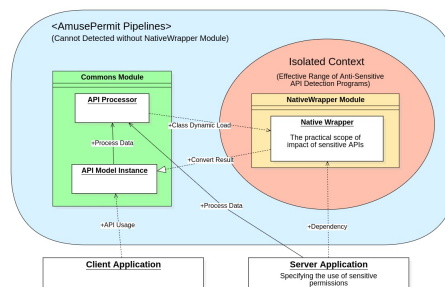 <AmusePermit Pipelines>
(Cannot Detected without NativeWrapper Module)
Isolated Context
(Effective Range of Anti-Sensitive
API Detection Programs)
Commons Module
API Processor
NativeWrapper Module
Native Wrapper
The practical scope of
impact of sensitive APIs
+Class Dynamic Load
+Process Data
+Convert Result
API Model Instance
+Process Data
+API Usage
+Dependency
Client Application
Server Application
Specifying the use of sensitive
permissions